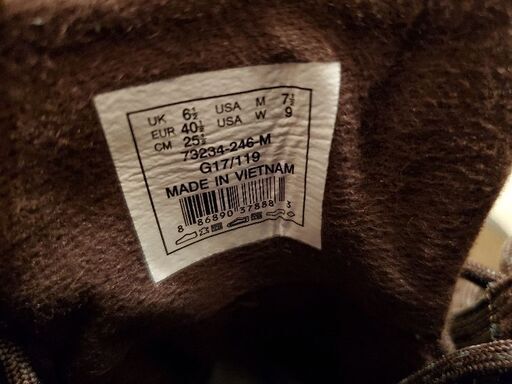 UK 6½ USA M 7½
EUR 40½ USA W 9
CM 25½
73234-246-M
G17/119
MADE IN VIETNAM
8 86890 37888 3